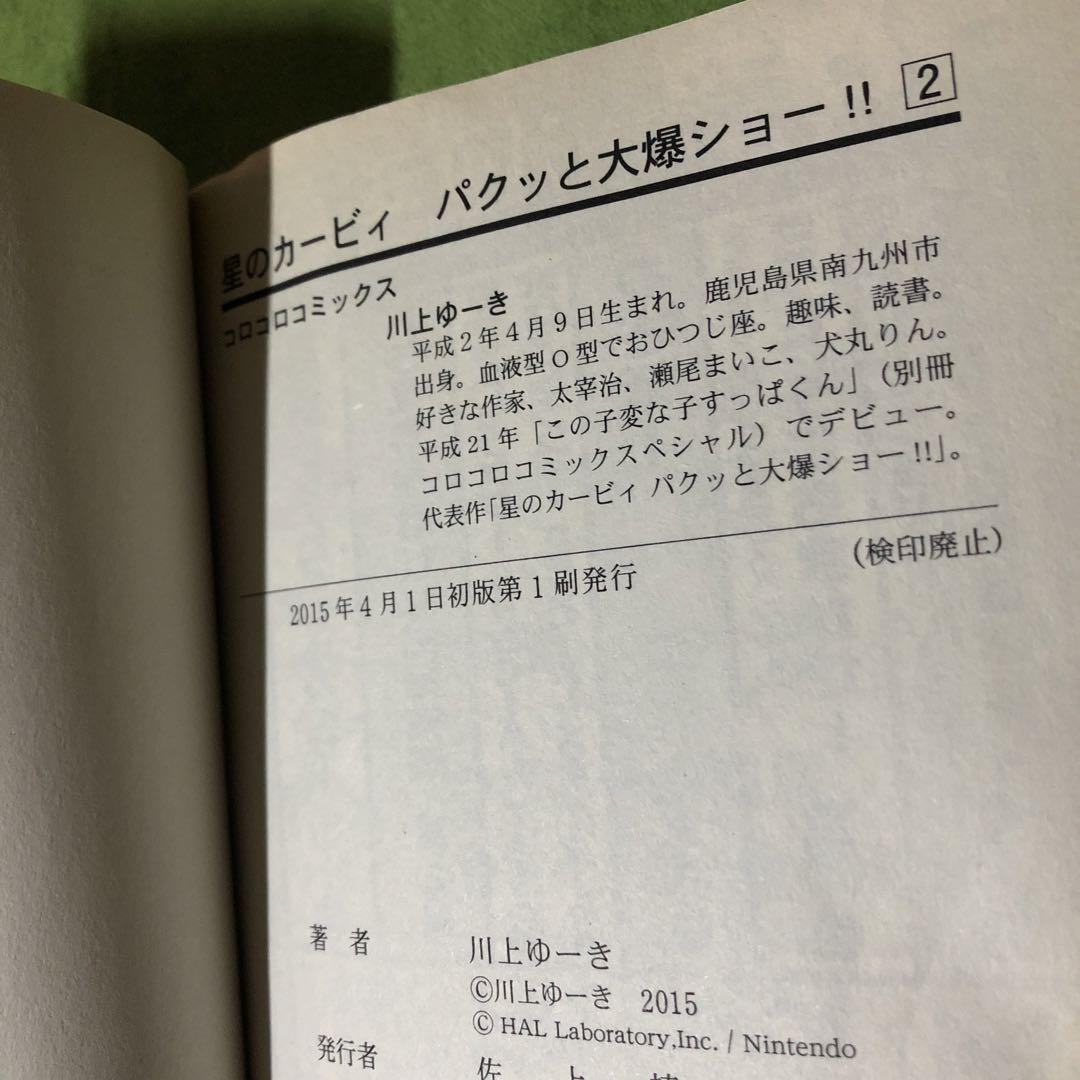 星のカービィ　パクッと大爆ショー!! 2
コロコロコミックス
川上ゆーき
平成２年４月９日生まれ。鹿児島県南九州市
出身。血液型Ｏ型でおひつじ座。趣味、読書。
好きな作家、太宰治、瀬尾まいこ、犬丸りん。
平成21年「この子変な子すっぱくん」（別冊
コロコロコミックスペシャル）でデビュー。
代表作「星のカービィ パクッと大爆ショー!!」。
（検印廃止）
2015年４月１日初版第１刷発行
著　者　川上ゆーき
©川上ゆーき　2015
© HAL Laboratory,Inc. / Nintendo
発行者　佐　上